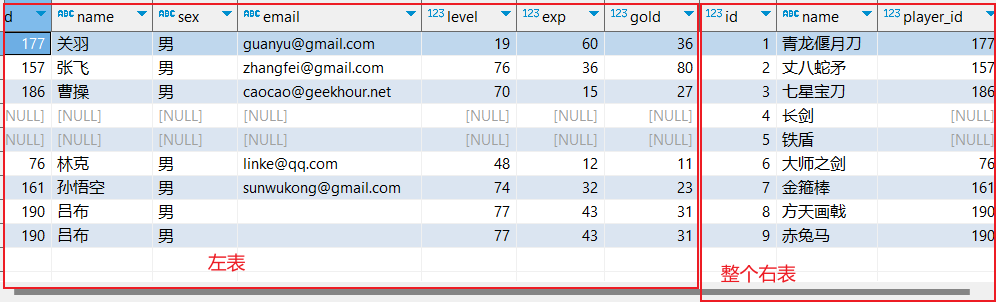 d ABC name ABC sex ABC email 123 level 123 exp 123 gold 123 id ABC name 123 player_id
177 关羽 男 guanyu@gmail.com 19 60 36 1 青龙偃月刀 177
157 张飞 男 zhangfei@gmail.com 76 36 80 2 丈八蛇矛 157
186 曹操 男 caocao@geekhour.net 70 15 27 3 七星宝刀 186
[NULL] [NULL] [NULL] [NULL] [NULL] [NULL] [NULL] 4 长剑 [NULL]
[NULL] [NULL] [NULL] [NULL] [NULL] [NULL] [NULL] 5 铁盾 [NULL]
76 林克 男 linke@qq.com 48 12 11 6 大师之剑 76
161 孙悟空 男 sunwukong@gmail.com 74 32 23 7 金箍棒 161
190 吕布 男 77 43 31 8 方天画戟 190
190 吕布 男 77 43 31 9 赤兔马 190
左表
整个右表